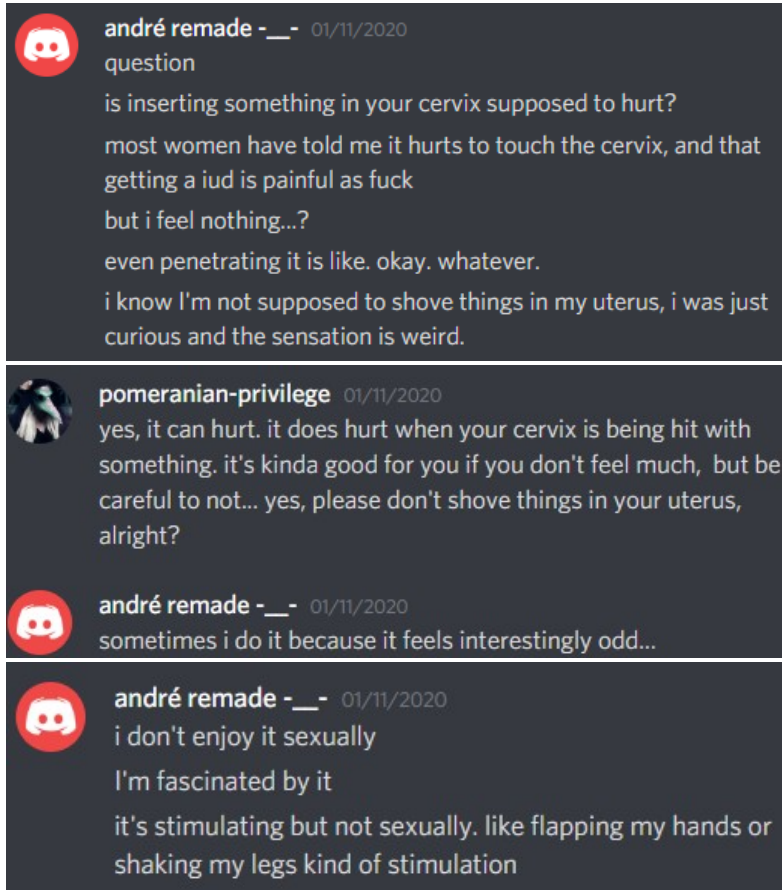 andré remade -__- 01/11/2020
question
is inserting something in your cervix supposed to hurt?
most women have told me it hurts to touch the cervix, and that
getting a iud is painful as fuck
but i feel nothing...?
even penetrating it is like. okay. whatever.
i know I'm not supposed to shove things in my uterus, i was just
curious and the sensation is weird.
pomeranian-privilege 01/11/2020
yes, it can hurt. it does hurt when your cervix is being hit with
something. it's kinda good for you if you don't feel much, but be
careful to not... yes, please don't shove things in your uterus,
alright?
andré remade -__- 01/11/2020
sometimes i do it because it feels interestingly odd...
andré remade -__- 01/11/2020
i don't enjoy it sexually
I'm fascinated by it
it's stimulating but not sexually. like flapping my hands or
shaking my legs kind of stimulation